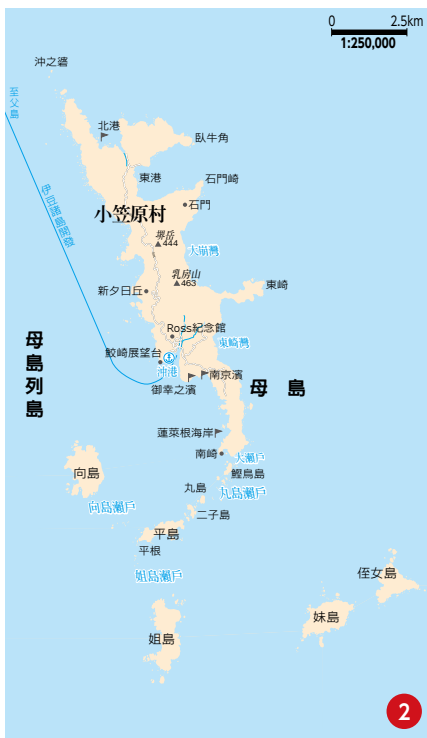 0 2.5km
1:250,000
沖之礁
至父島
北港
臥牛角
東港
石門崎
石門
小笠原村
堺岳
444
大崩灣
伊豆諸島開發
乳房山
463
東崎
新夕日丘
Ross紀念館
東崎灣
鮫崎展望台
沖港
南京濱
御幸之濱
母島列島
母島
蓮萊根海岸
南崎
大瀨戶
鰹鳥島
向島
丸島
丸島瀨戶
向島瀨戶
二子島
平島
平根
姐島瀨戶
侄女島
妹島
姐島
2